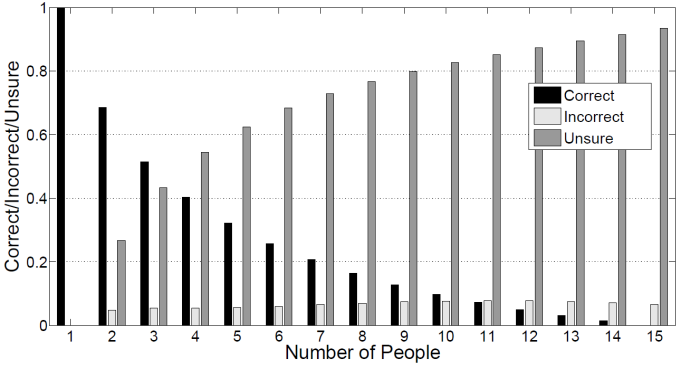 Correct/Incorrect/Unsure
1
0.8
0.6
0.4
0.2
0
Correct
Incorrect
Unsure
1 2 3 4 5 6 7 8 9 10 11 12 13 14 15
Number of People